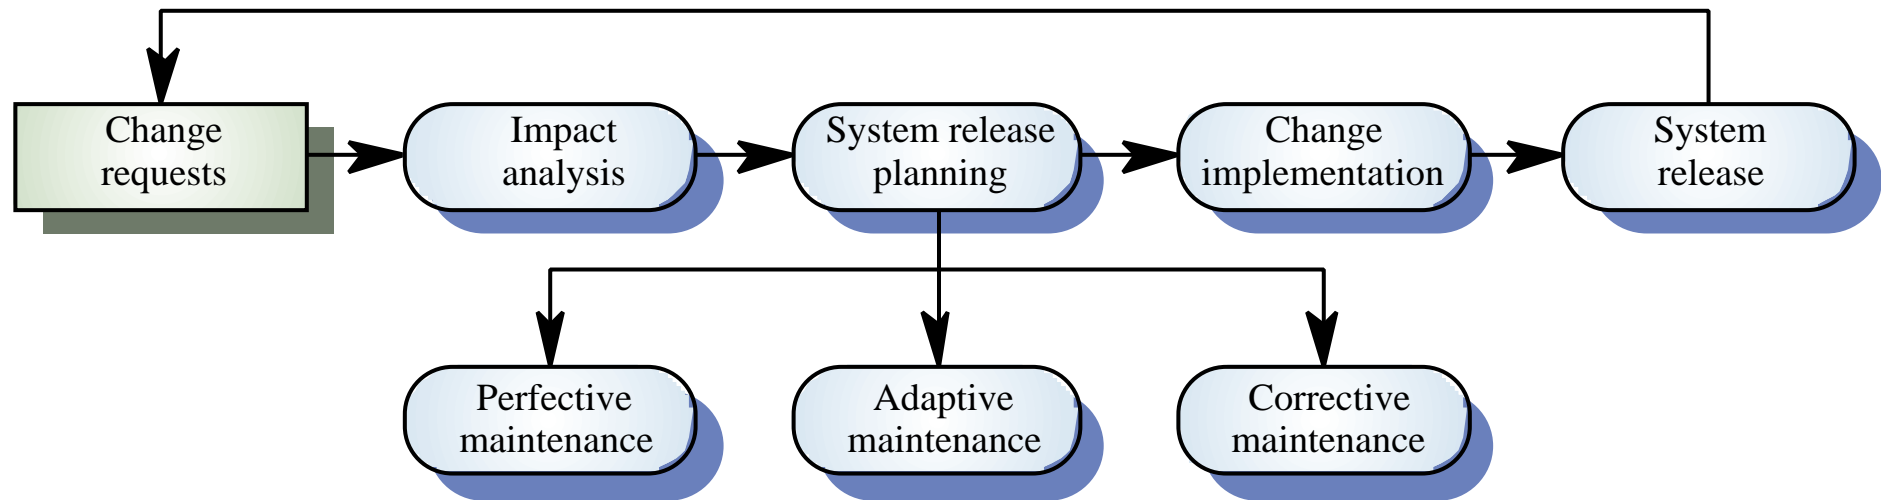 Change
requests
Impact
analysis
System release
planning
Change
implementation
System
release
Perfective
maintenance
Adaptive
maintenance
Corrective
maintenance